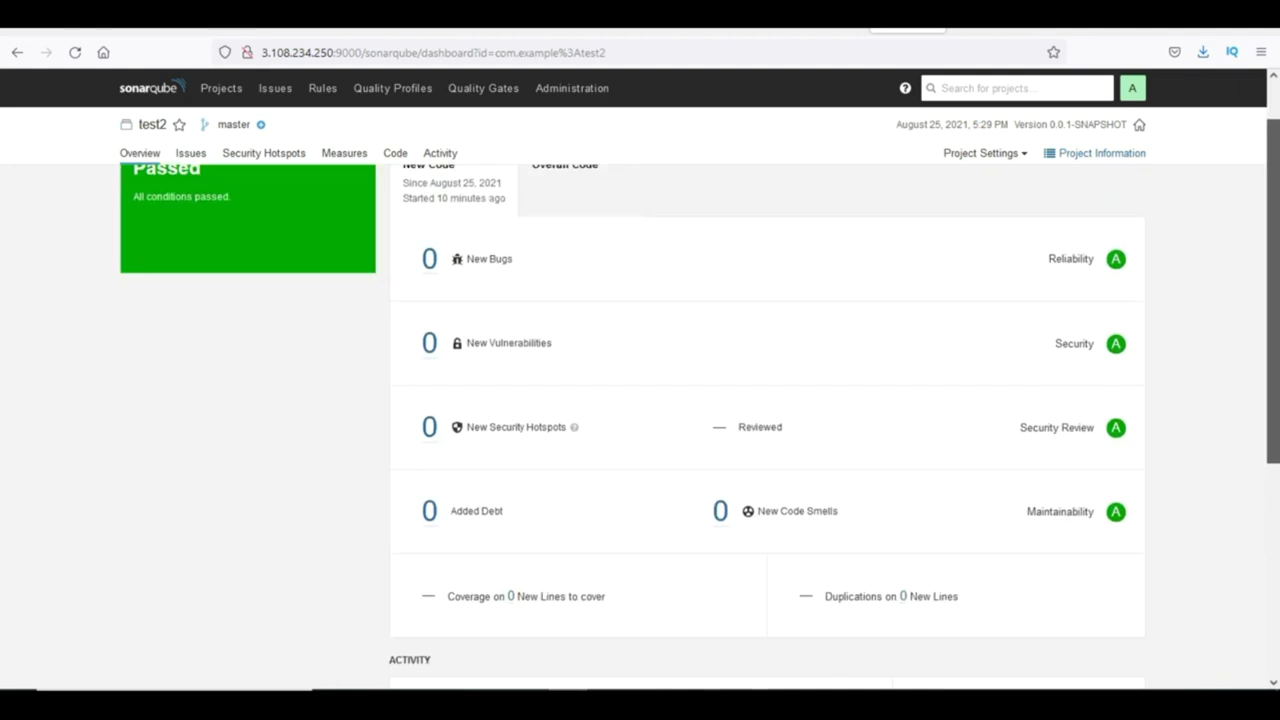 3.108.234.250:9000/sonarqube/dashboard?id=com.example%3Atest2
IQ
sonarqube Projects Issues Rules Quality Profiles Quality Gates Administration ? Search for projects... A
test2 master August 25, 2021, 5:29 PM Version 0.0.1-SNAPSHOT
Overview Issues Security Hotspots Measures Code Activity Project Settings Project Information
Passed New Code Overall Code
Since August 25, 2021
All conditions passed. Started 10 minutes ago
0 New Bugs Reliability A
0 New Vulnerabilities Security A
0 New Security Hotspots ? — Reviewed Security Review A
0 Added Debt 0 New Code Smells Maintainability A
— Coverage on 0 New Lines to cover — Duplications on 0 New Lines
ACTIVITY